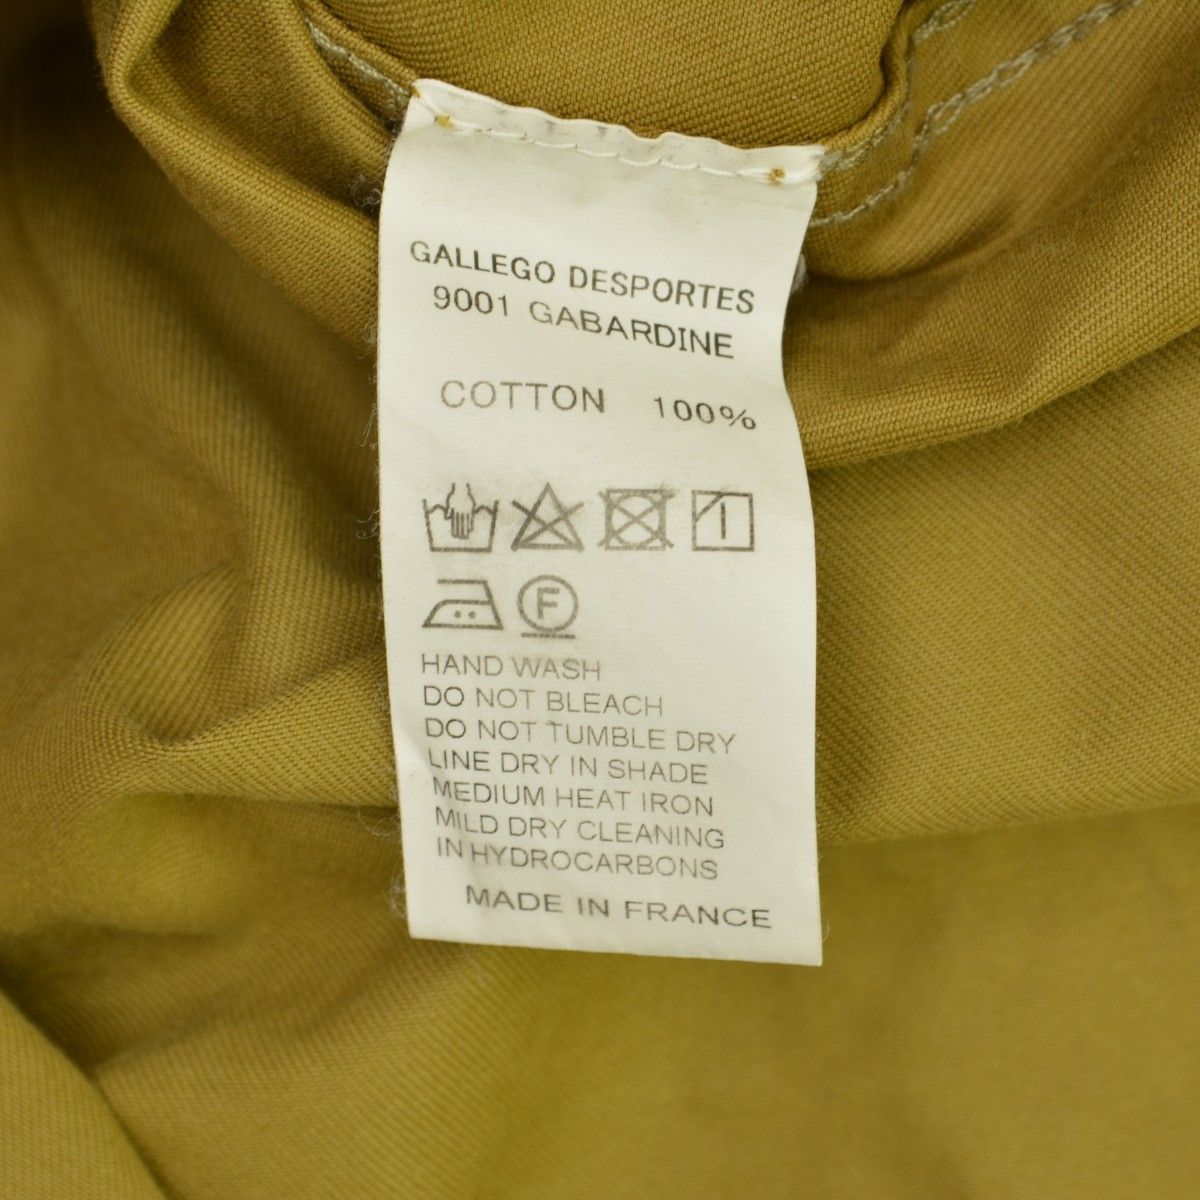 GALLEGO DESPORTES
9001 GABARDINE
COTTON 100%
F
HAND WASH
DO NOT BLEACH
DO NOT TUMBLE DRY
LINE DRY IN SHADE
MEDIUM HEAT IRON
MILD DRY CLEANING
IN HYDROCARBONS
MADE IN FRANCE